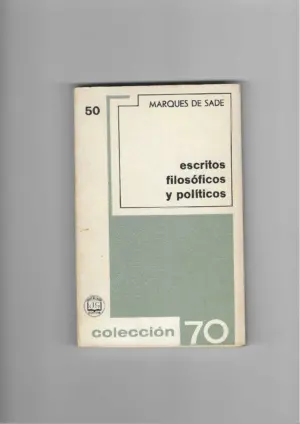 50
MARQUES DE SADE
escritos
filosóficos
y políticos
colección 70